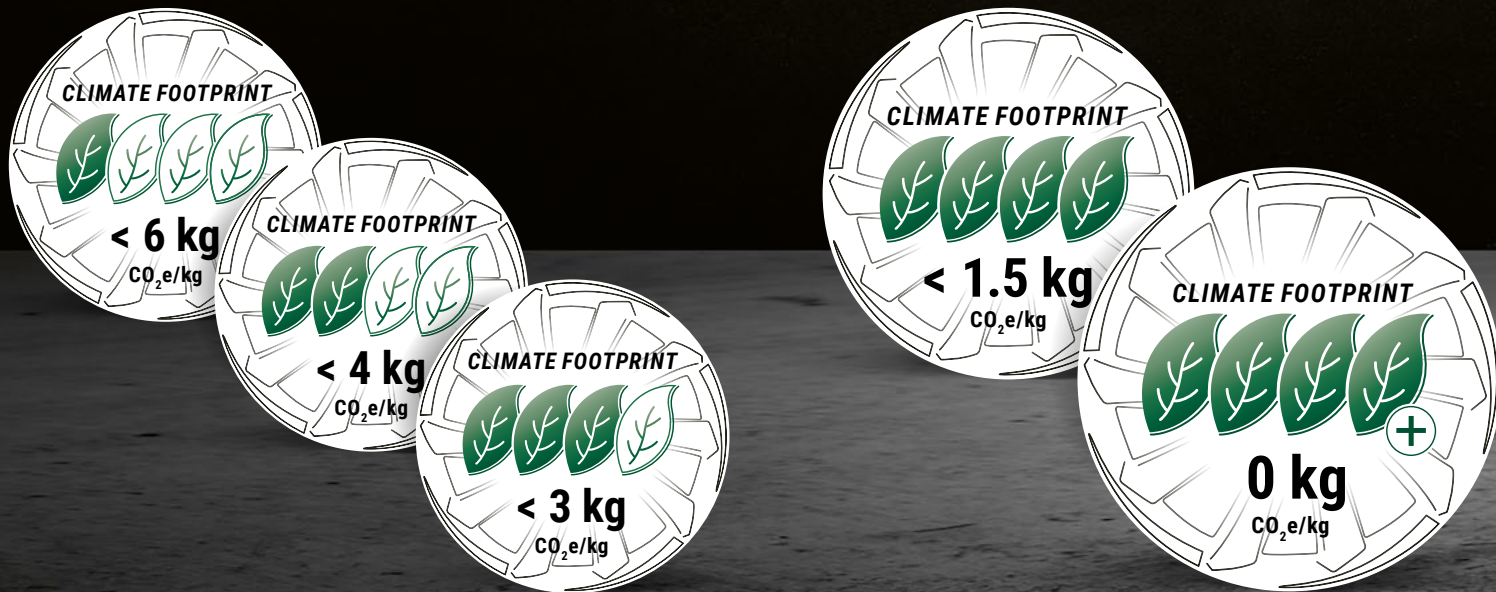 CLIMATE FOOTPRINT
< 6 kg
CO₂e/kg
CLIMATE FOOTPRINT
< 4 kg
CO₂e/kg
CLIMATE FOOTPRINT
< 3 kg
CO₂e/kg
CLIMATE FOOTPRINT
< 1.5 kg
CO₂e/kg
CLIMATE FOOTPRINT
+
0 kg
CO₂e/kg